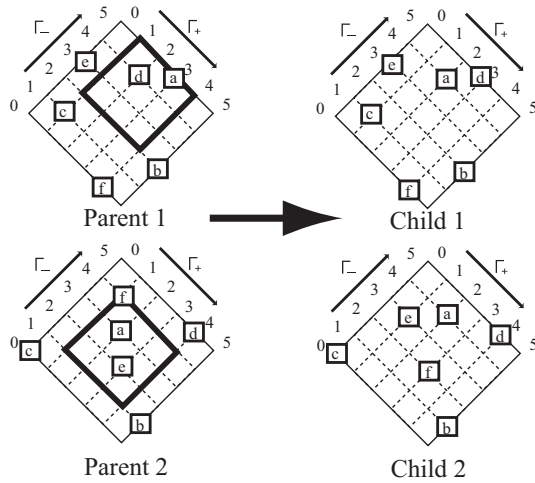 5 0
Γ₋ 4 1 Γ₊
3 2
e 2 d a 3
1 4
0 c 5
b
f
Parent 1
5 0
Γ₋ 4 1 Γ₊
3 2
e 2 a d 3
1 4
0 c 5
b
f
Child 1
5 0
Γ₋ 4 1 Γ₊
3 f 2
2 a 3
1 d 4
0 c e 5
b
Parent 2
5 0
Γ₋ 4 1 Γ₊
3 2
2 e a 3
1 d 4
0 c f 5
b
Child 2